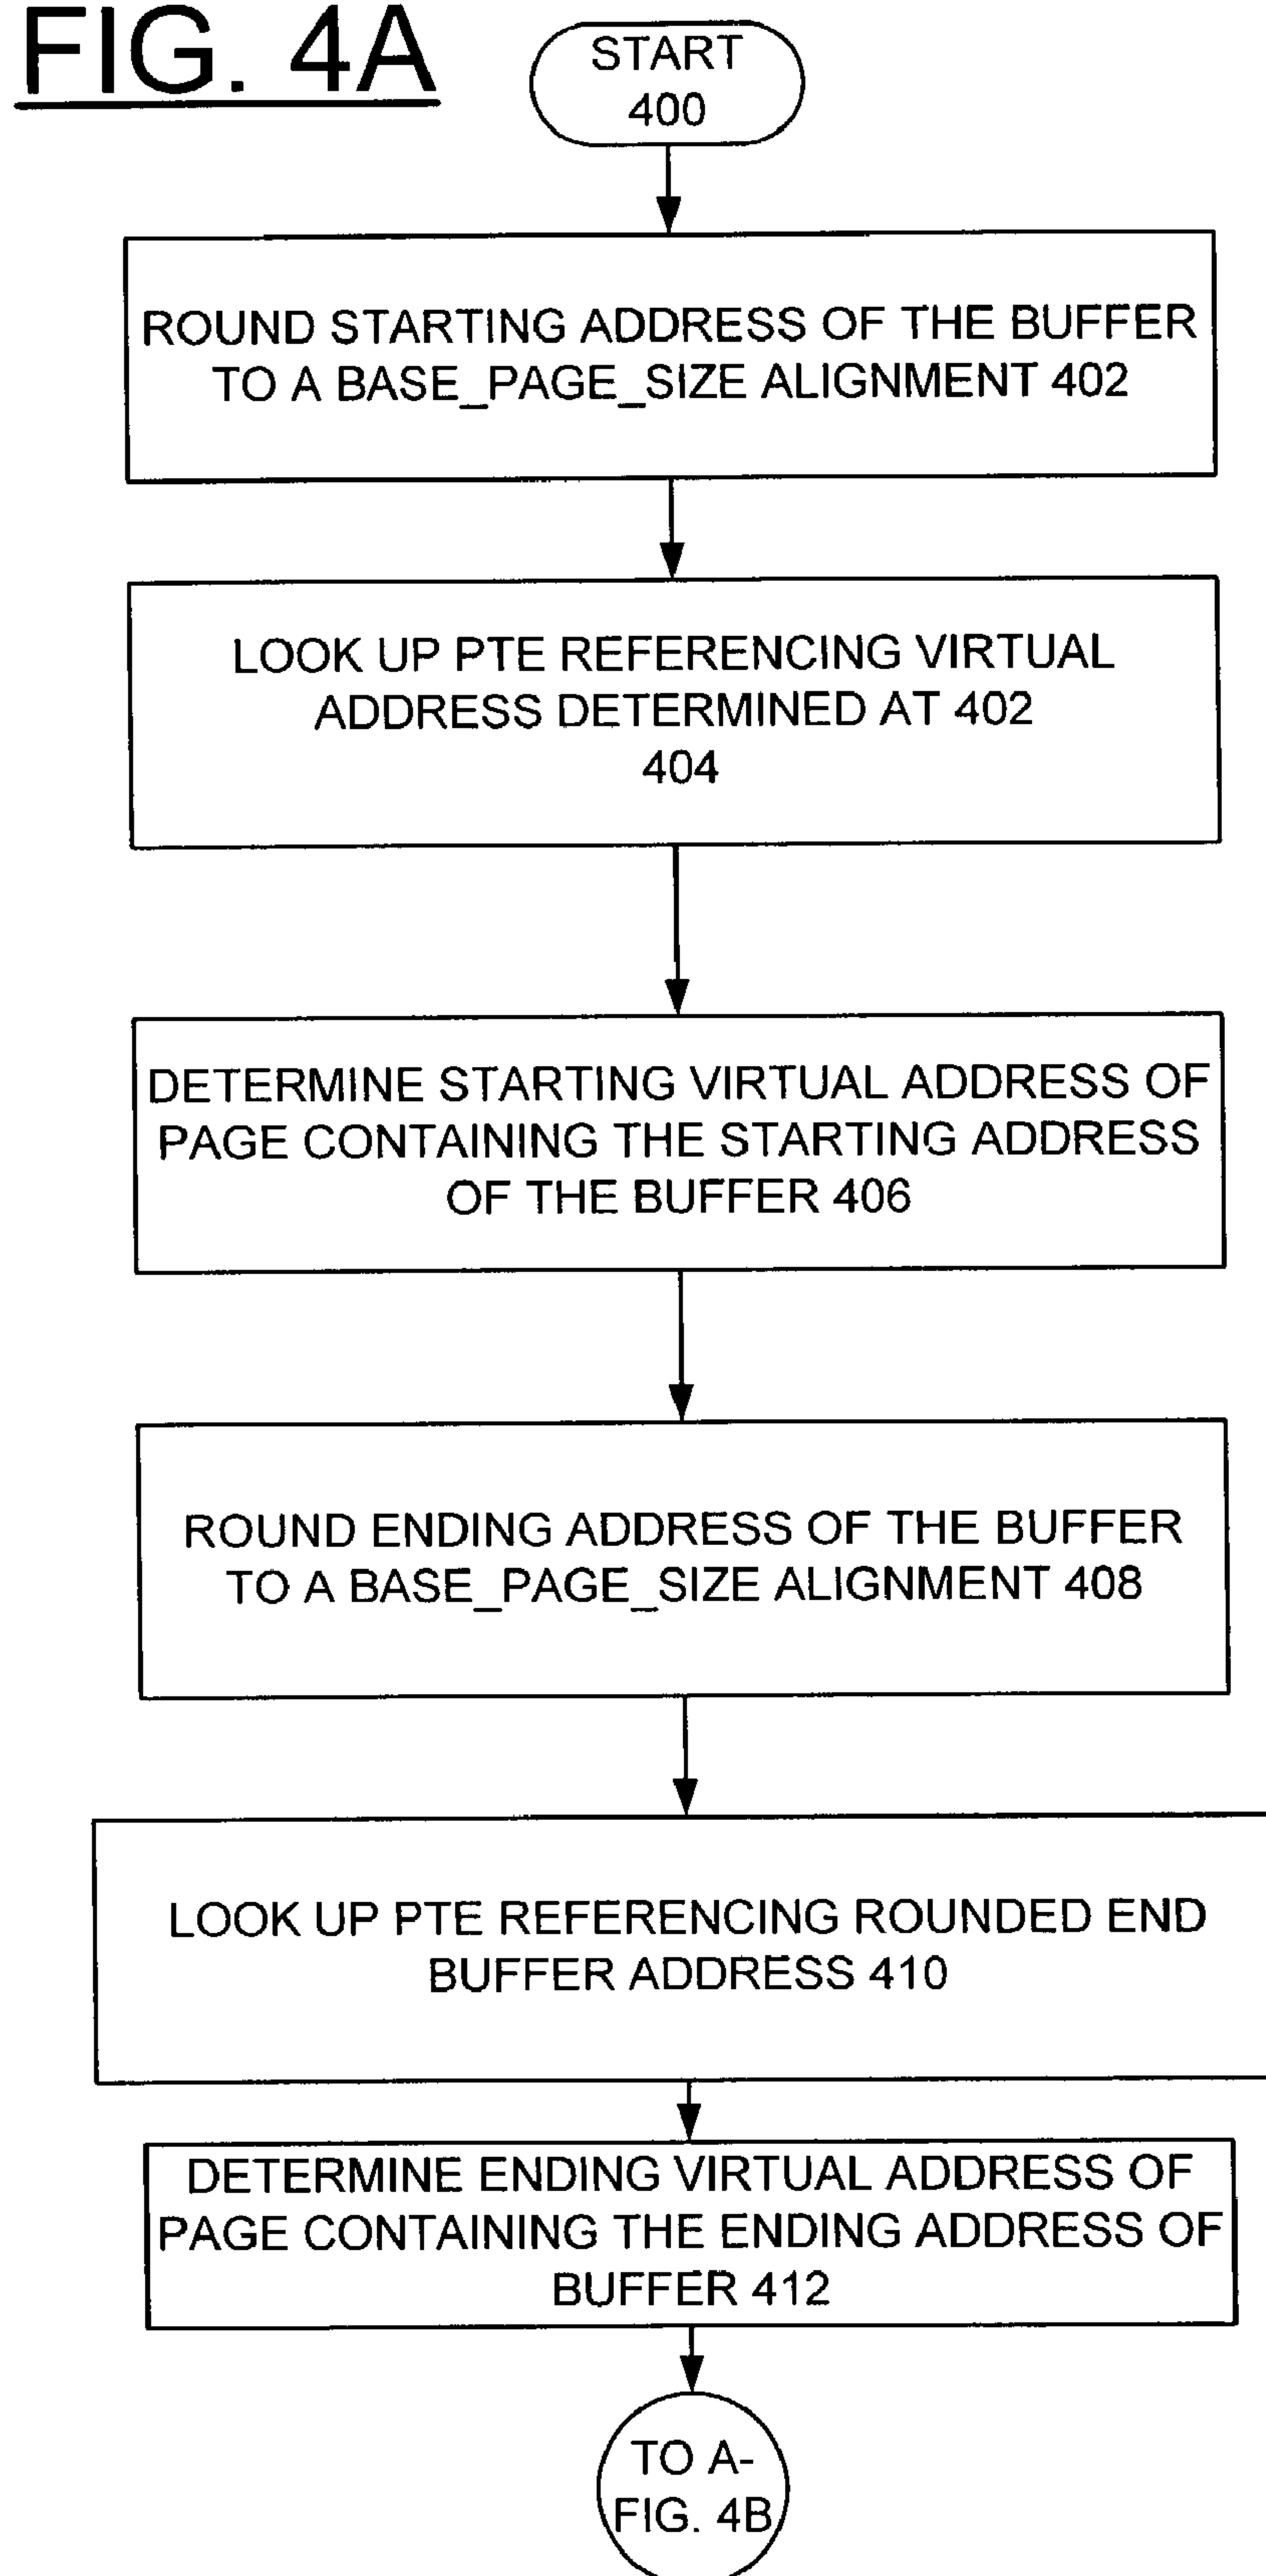 FIG. 4A
START
400
ROUND STARTING ADDRESS OF THE BUFFER
TO A BASE_PAGE_SIZE ALIGNMENT 402
LOOK UP PTE REFERENCING VIRTUAL
ADDRESS DETERMINED AT 402
404
DETERMINE STARTING VIRTUAL ADDRESS OF
PAGE CONTAINING THE STARTING ADDRESS
OF THE BUFFER 406
ROUND ENDING ADDRESS OF THE BUFFER
TO A BASE_PAGE_SIZE ALIGNMENT 408
LOOK UP PTE REFERENCING ROUNDED END
BUFFER ADDRESS 410
DETERMINE ENDING VIRTUAL ADDRESS OF
PAGE CONTAINING THE ENDING ADDRESS OF
BUFFER 412
TO A-
FIG. 4B